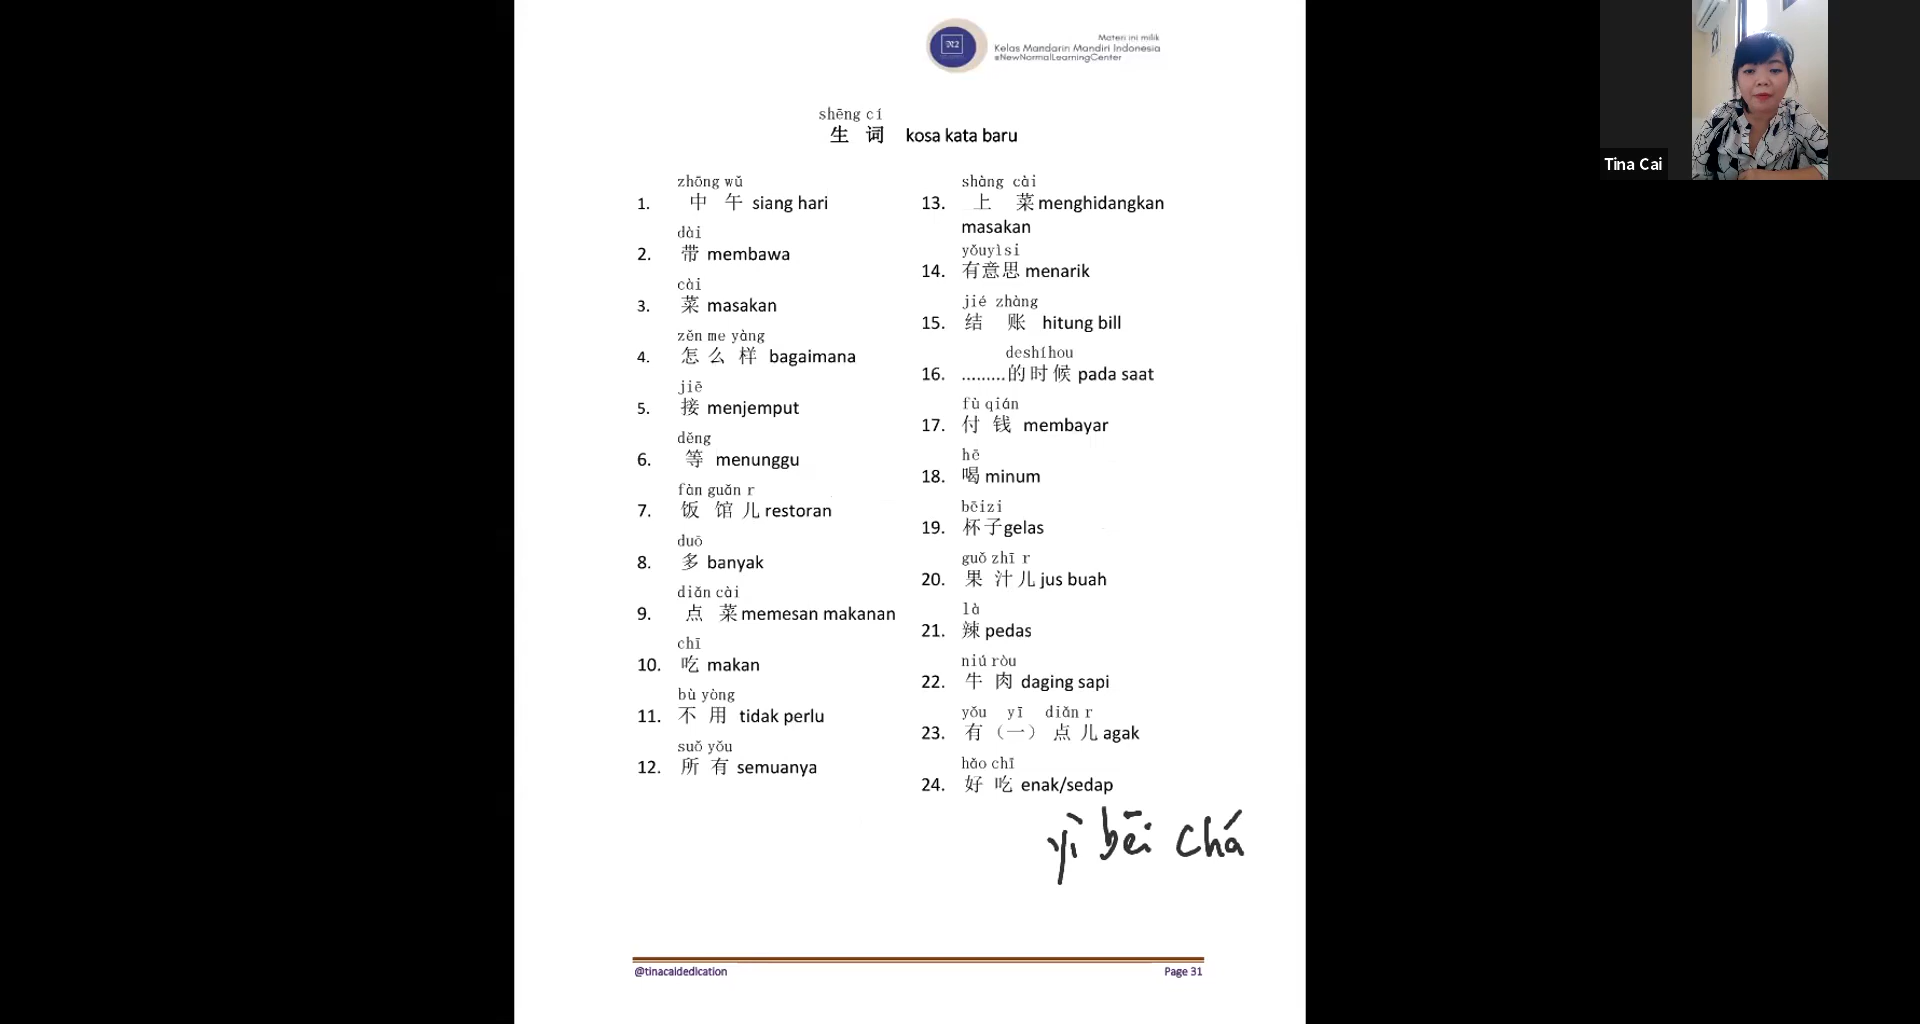 Materi ini milik
Kelas Mandarin Mandiri Indonesia
#NewNormalLearningCenter
shēng cí
生 词 kosa kata baru
zhōng wǔ
1. 中 午 siang hari
dài
2. 带 membawa
cài
3. 菜 masakan
zěn me yàng
4. 怎 么 样 bagaimana
jiē
5. 接 menjemput
děng
6. 等 menunggu
fàn guǎn r
7. 饭 馆 儿 restoran
duō
8. 多 banyak
diǎn cài
9. 点 菜 memesan makanan
chī
10. 吃 makan
bù yòng
11. 不 用 tidak perlu
suǒ yǒu
12. 所 有 semuanya
shàng cài
13. 上 菜 menghidangkan
masakan
yǒuyìsi
14. 有意思 menarik
jié zhàng
15. 结 账 hitung bill
deshíhou
16. .........的时候 pada saat
fù qián
17. 付 钱 membayar
hē
18. 喝 minum
bēizi
19. 杯子 gelas
guǒ zhī r
20. 果 汁 儿 jus buah
là
21. 辣 pedas
niú ròu
22. 牛 肉 daging sapi
yǒu yī diǎn r
23. 有 （一） 点 儿 agak
hǎo chī
24. 好 吃 enak/sedap
yì bēi chá
@tinacaidedication
Page 31
Tina Cai